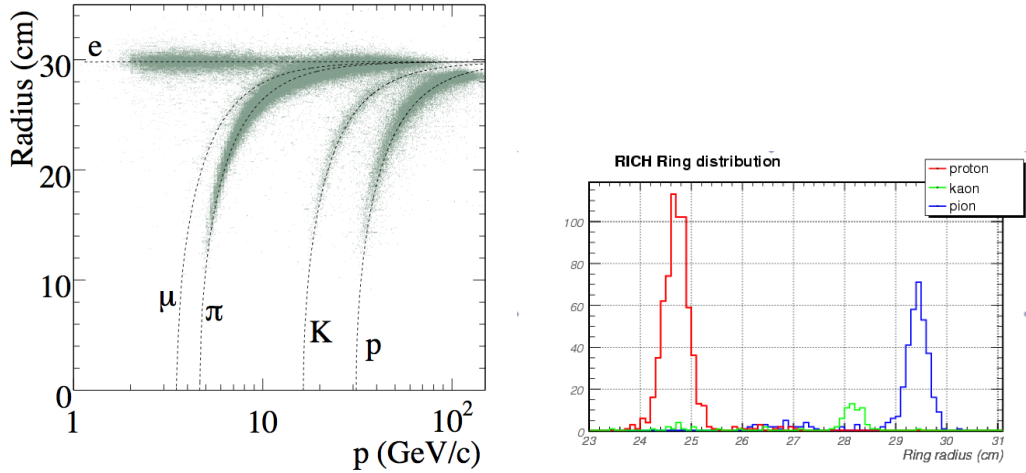 Radius (cm)
30
20
10
0
e
μ
π
K
p
1
10
10²
p (GeV/c)
RICH Ring distribution
proton
kaon
pion
100
80
60
40
20
0
23 24 25 26 27 28 29 30 31
Ring radius (cm)